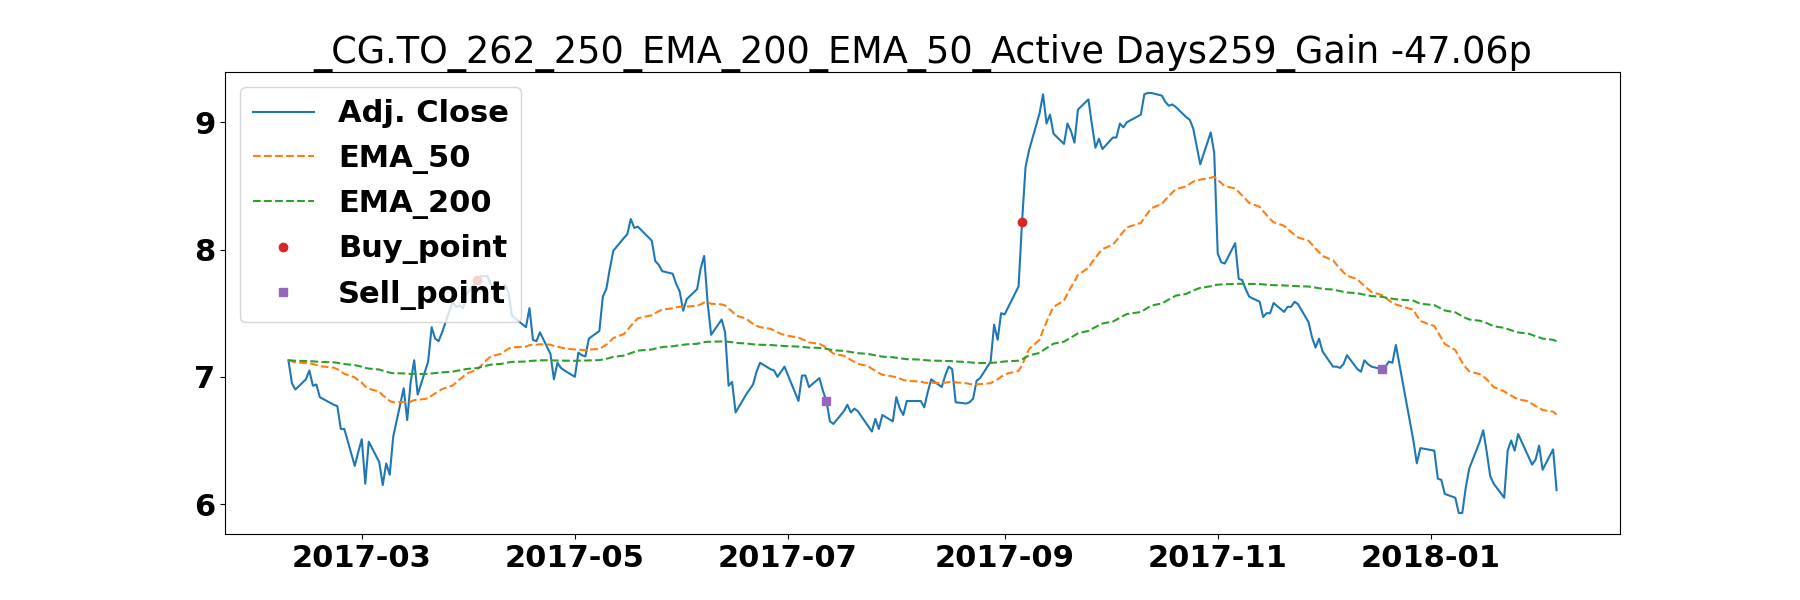 _CG.TO_262_250_EMA_200_EMA_50_Active Days259_Gain -47.06p
Adj. Close
EMA_50
EMA_200
Buy_point
Sell_point
9
8
7
6
2017-03 2017-05 2017-07 2017-09 2017-11 2018-01